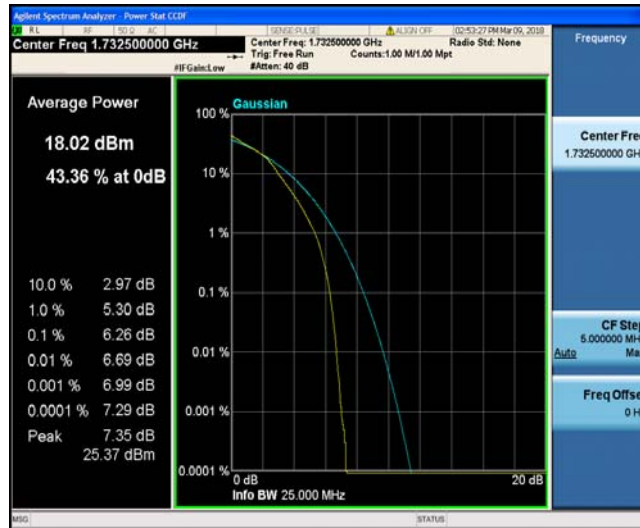 Agilent Spectrum Analyzer - Power Stat CCDF
RL RF 50 Ω AC SENSE:PULSE ALIGN OFF 02:53:27 PM Mar 09, 2018
Center Freq 1.732500000 GHz
Center Freq: 1.732500000 GHz Radio Std: None
Trig: Free Run Counts:1.00 M/1.00 Mpt
#IFGain:Low #Atten: 40 dB
Frequency
Average Power
18.02 dBm
43.36 % at 0dB
10.0 % 2.97 dB
1.0 % 5.30 dB
0.1 % 6.26 dB
0.01 % 6.69 dB
0.001 % 6.99 dB
0.0001 % 7.29 dB
Peak 7.35 dB
25.37 dBm
Gaussian
100 %
10 %
1 %
0.1 %
0.01 %
0.001 %
0.0001 %
0 dB 20 dB
Info BW 25.000 MHz
Center Fre
1.732500000 GH
CF Step
5.000000 MH
Auto Ma
Freq Offse
0 H
MSG STATUS